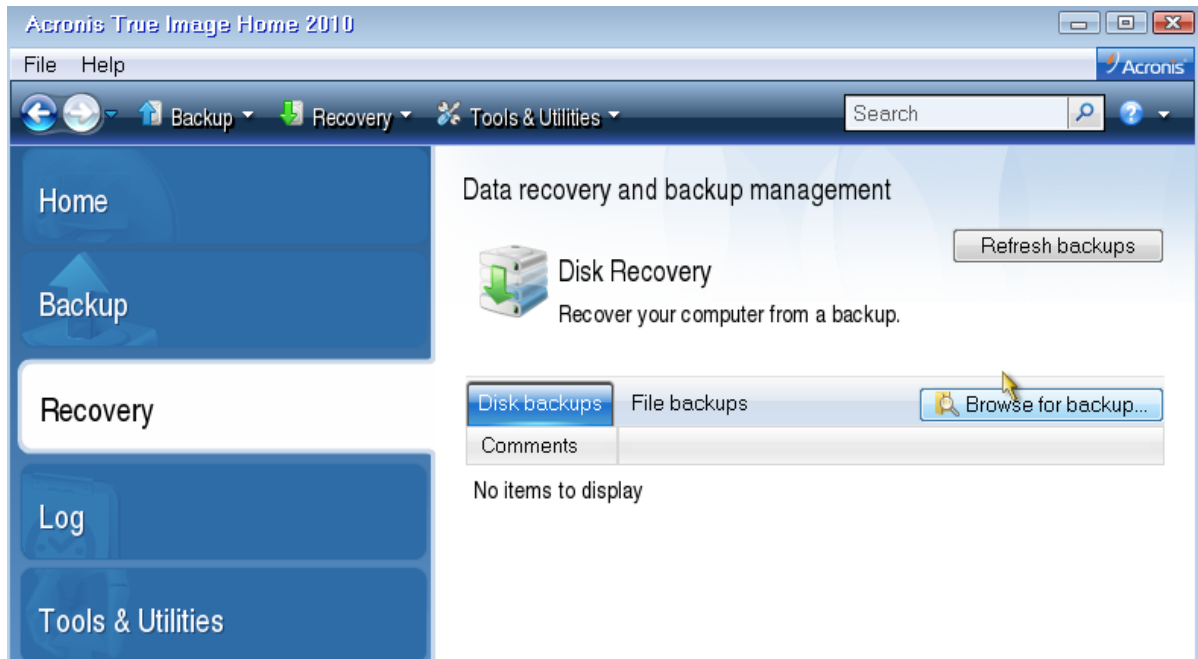 Acronis True Image Home 2010
File Help
Acronis
Backup Recovery Tools & Utilities Search
Home
Backup
Recovery
Log
Tools & Utilities
Data recovery and backup management
Refresh backups
Disk Recovery
Recover your computer from a backup.
Disk backups File backups Browse for backup...
Comments
No items to display